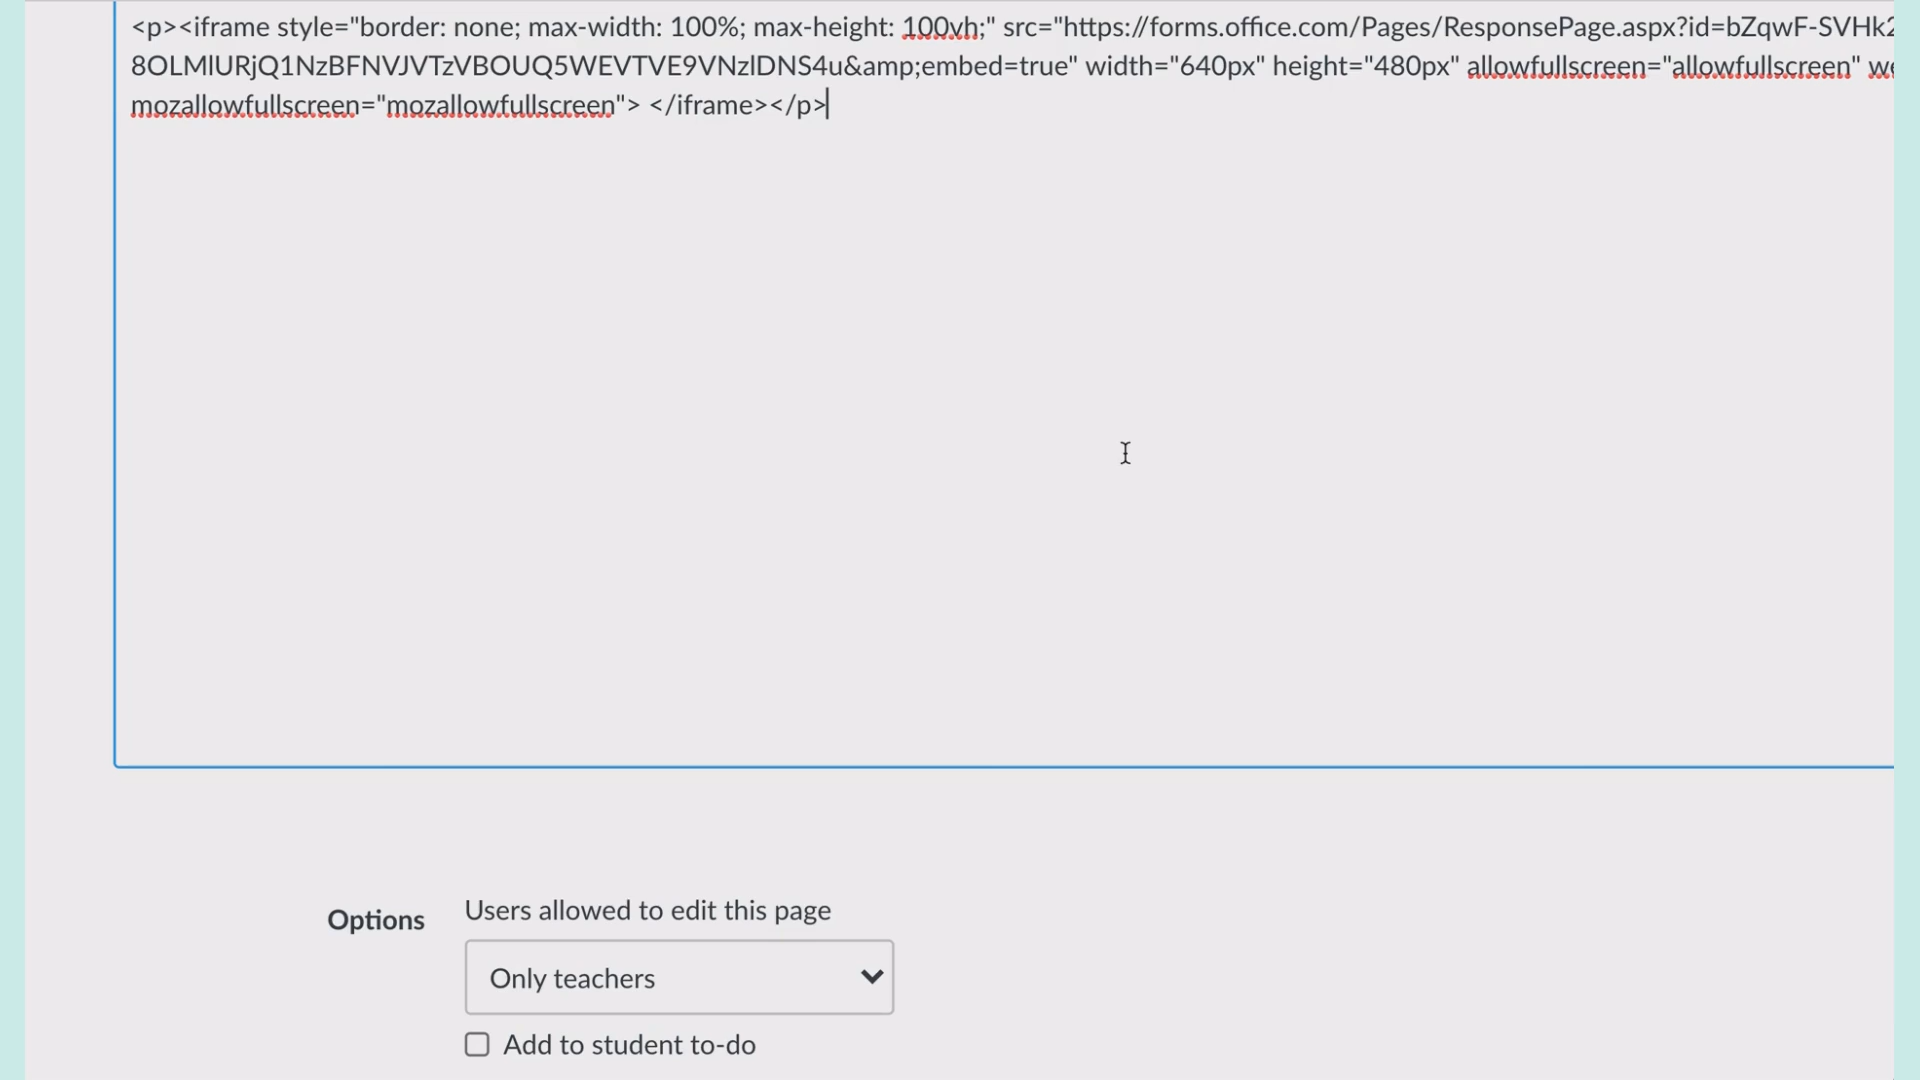 <p><iframe style="border: none; max-width: 100%; max-height: 100vh;" src="https://forms.office.com/Pages/ResponsePage.aspx?id=bZqwF-SVHk2
8OLMlURjQ1NzBFNVJVTzVBOUQ5WEVTVE9VNzlDNS4u&amp;embed=true" width="640px" height="480px" allowfullscreen="allowfullscreen" we
mozallowfullscreen="mozallowfullscreen"> </iframe></p>
Options
Users allowed to edit this page
Only teachers
Add to student to-do